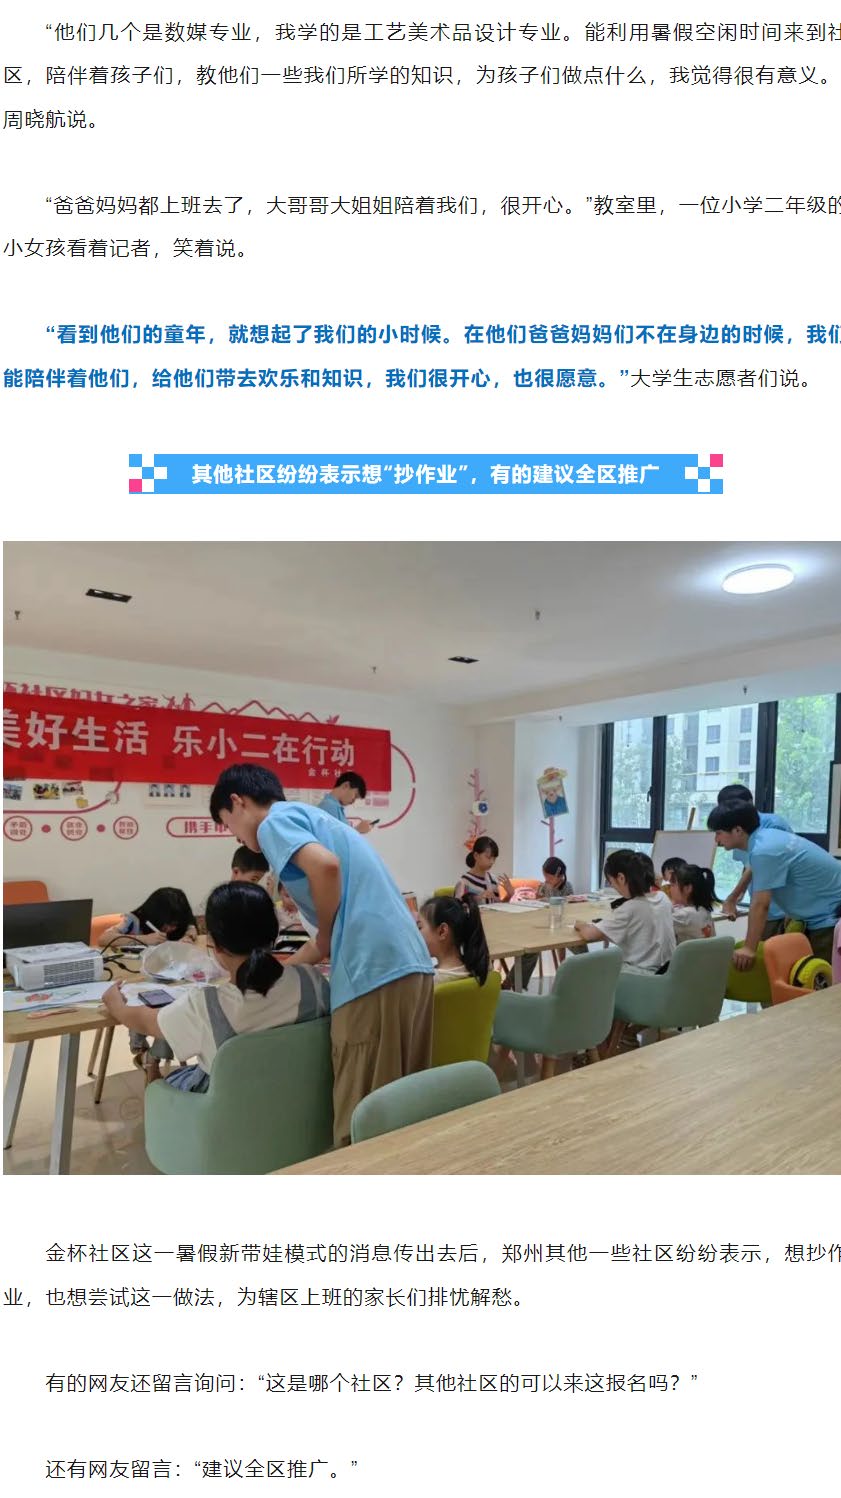 “他们几个是数媒专业，我学的是工艺美术品设计专业。能利用暑假空闲时间来到社
区，陪伴着孩子们，教他们一些我们所学的知识，为孩子们做点什么，我觉得很有意义。
周晓航说。
“爸爸妈妈都上班去了，大哥哥大姐姐陪着我们，很开心。”教室里，一位小学二年级的
小女孩看着记者，笑着说。
“看到他们的童年，就想起了我们的小时候。在他们爸爸妈妈们不在身边的时候，我们
能陪伴着他们，给他们带去欢乐和知识，我们很开心，也很愿意。”大学生志愿者们说。
其他社区纷纷表示想“抄作业”，有的建议全区推广
美好生活 乐小二在行动
金杯社
携手
金杯社区这一暑假新带娃模式的消息传出去后，郑州其他一些社区纷纷表示，想抄作
业，也想尝试这一做法，为辖区上班的家长们排忧解愁。
有的网友还留言询问：“这是哪个社区？其他社区的可以来这报名吗？”
还有网友留言：“建议全区推广。”